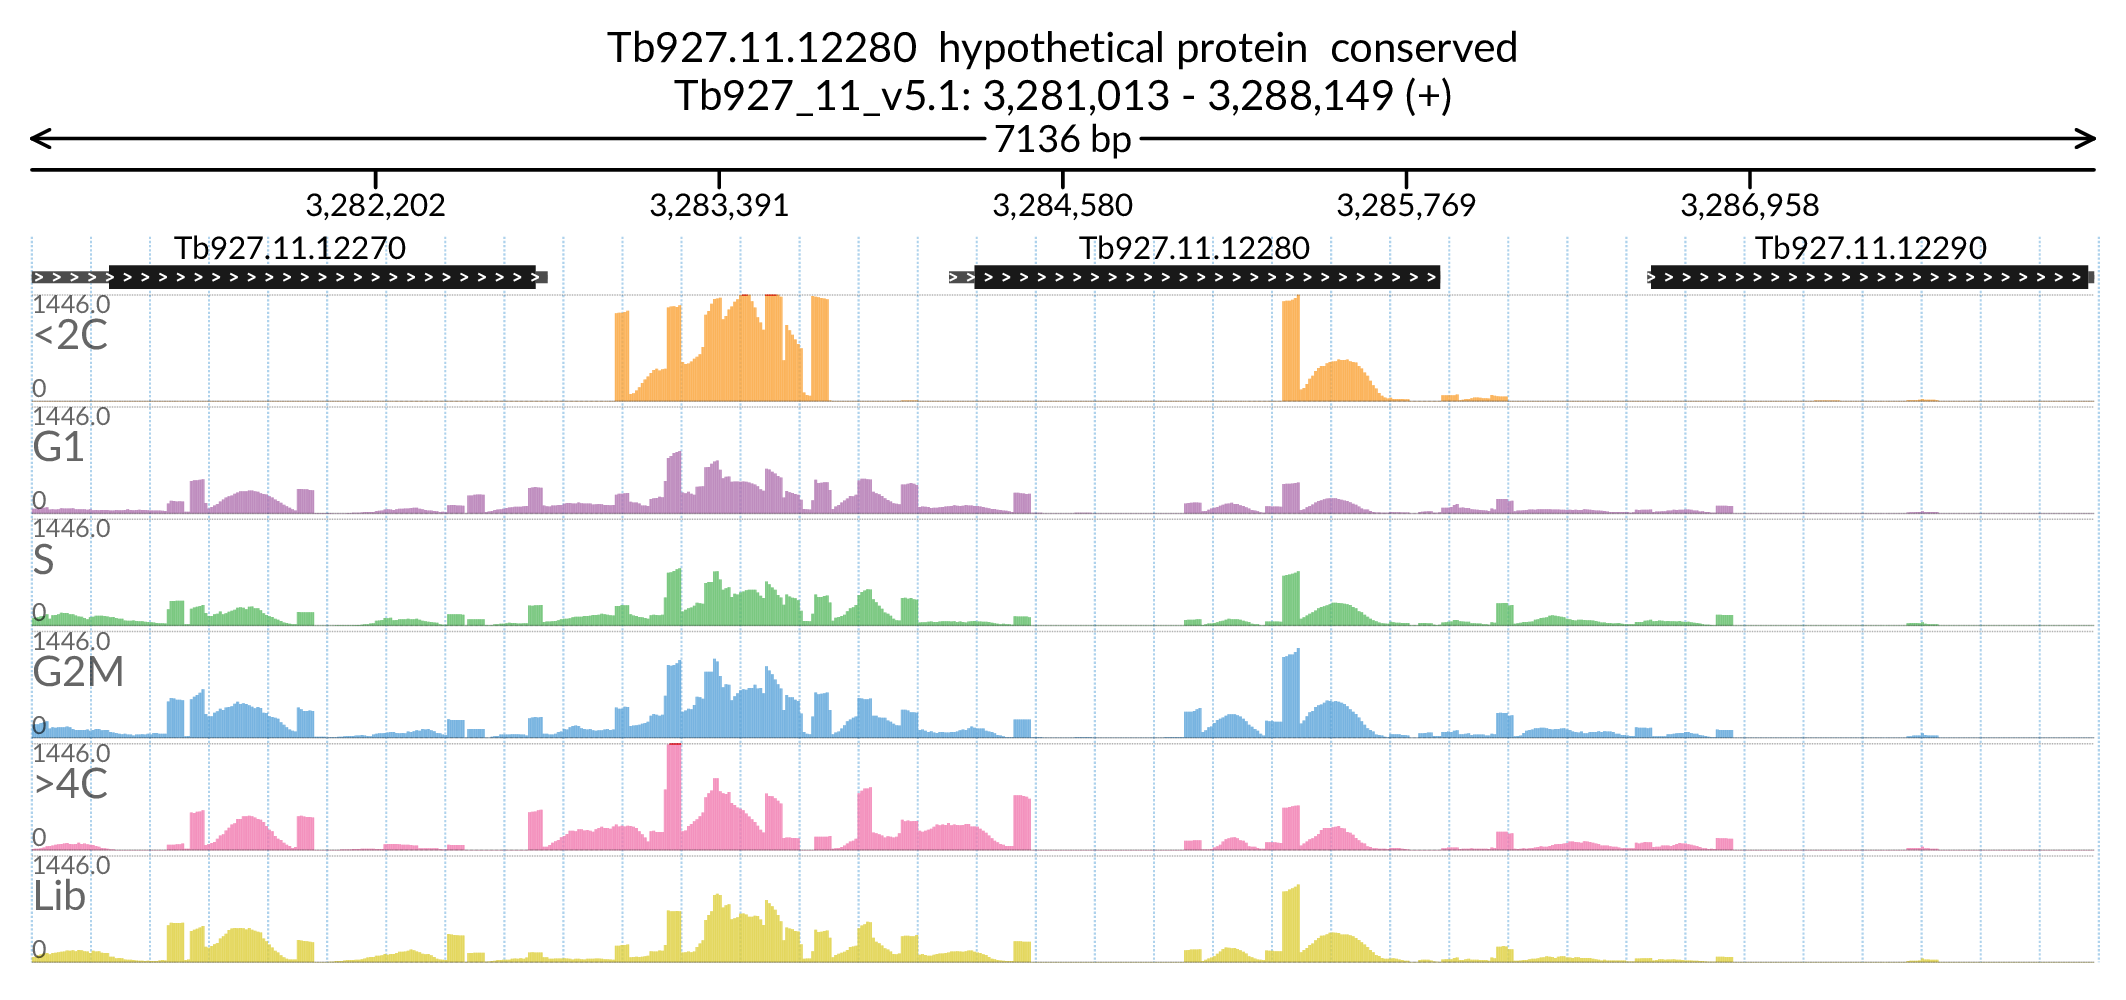 Tb927.11.12280  hypothetical protein  conserved
Tb927_11_v5.1: 3,281,013 - 3,288,149 (+)
7136 bp
3,282,202 3,283,391 3,284,580 3,285,769 3,286,958
Tb927.11.12270 Tb927.11.12280 Tb927.11.12290
1446.0
<2C
0
1446.0
G1
0
1446.0
S
0
1446.0
G2M
0
1446.0
>4C
0
1446.0
Lib
0